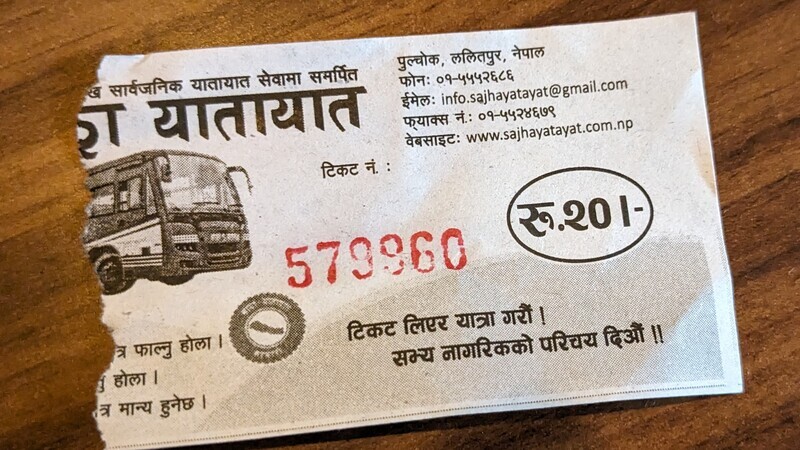 सार्वजनिक यातायात सेवामा समर्पित
यातायात
पुल्चोक, ललितपुर, नेपाल
फोन: ०१-५५५२६८६
ईमेल: info.sajhayatayat@gmail.com
फ्याक्स नं.: ०१-५५२४६७९
वेबसाइट: www.sajhayatayat.com.np
टिकट नं. :
रू.२०।-
579960
टिकट लिएर यात्रा गरौं !
सभ्य नागरिकको परिचय दिऔं !!
फाल्नु होला ।
होला ।
मान्य हुनेछ ।